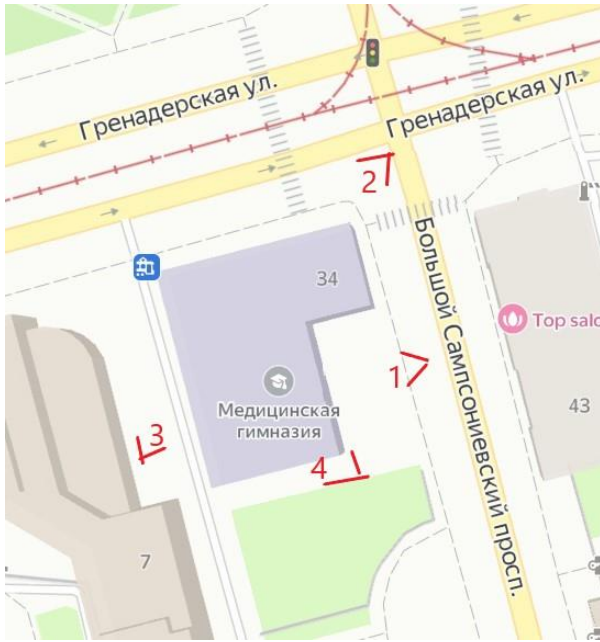 Гренадерская ул.
Гренадерская ул.
2
34
Большой Сампсониевский просп.
Top salo
1
Медицинская
гимназия
43
3
4
7